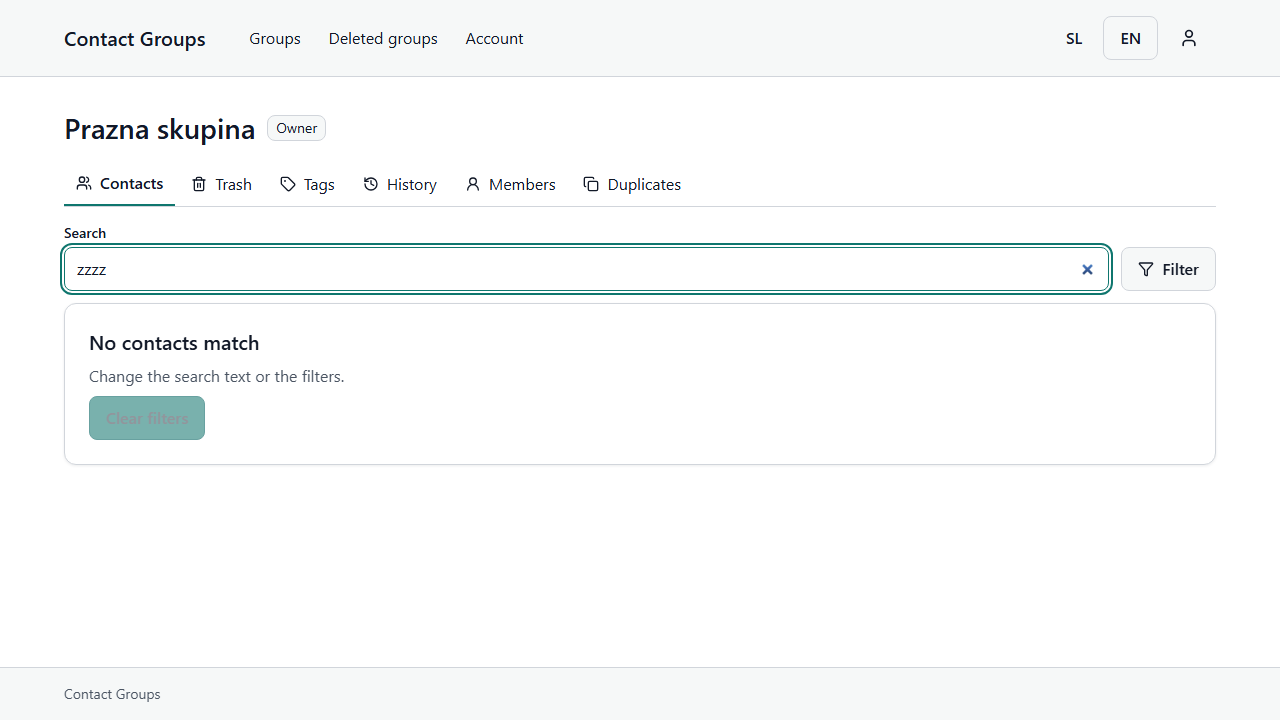 Contact Groups
Groups
Deleted groups
Account
SL
EN
Prazna skupina
Owner
Contacts
Trash
Tags
History
Members
Duplicates
Search
zzzz
Filter
No contacts match
Change the search text or the filters.
Clear filters
Contact Groups